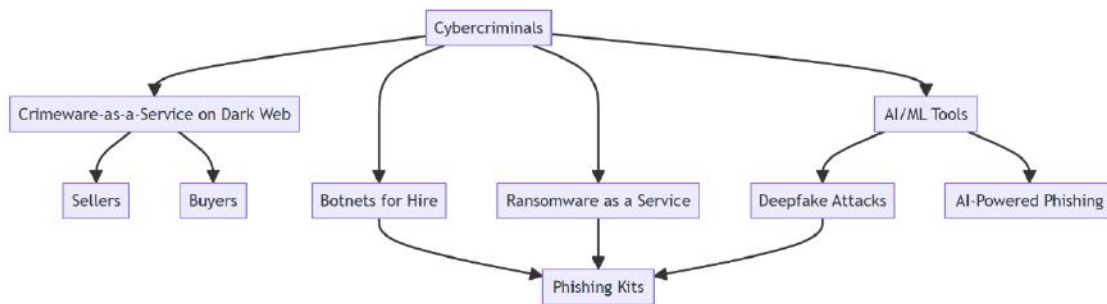 Cybercriminals
Crimeware-as-a-Service on Dark Web
AI/ML Tools
Sellers
Buyers
Botnets for Hire
Ransomware as a Service
Deepfake Attacks
AI-Powered Phishing
Phishing Kits